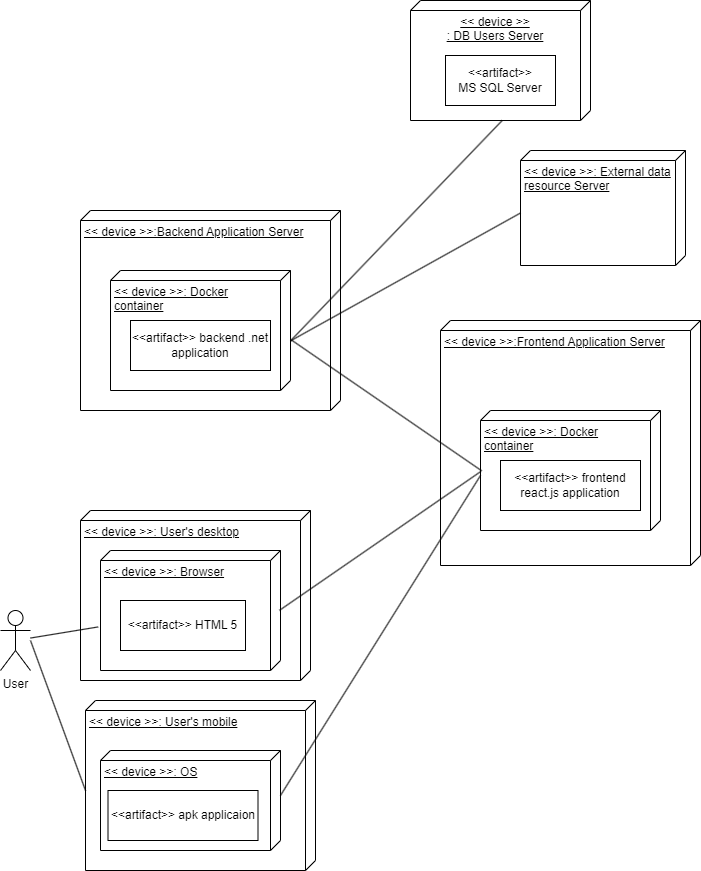 << device >>
: DB Users Server
<<artifact>>
MS SQL Server
<< device >>: External data
resource Server
<< device >>:Backend Application Server
<< device >>: Docker
container
<<artifact>> backend .net
application
<< device >>:Frontend Application Server
<< device >>: Docker
container
<<artifact>> frontend
react.js application
<< device >>: User's desktop
<< device >>: Browser
<<artifact>> HTML 5
User
<< device >>: User's mobile
<< device >>: OS
<<artifact>> apk applicaion